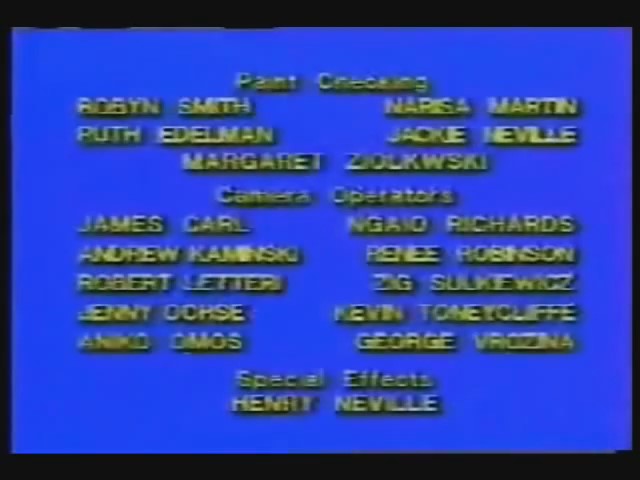 Paint Checking
ROBYN SMITH NARISA MARTIN
RUTH EDELMAN JACKIE NEVILLE
MARGARET ZIOLKWSKI
Camera Operators
JAMES CARL NGAIO RICHARDS
ANDREW KAMINSKI RENEE ROBINSON
ROBERT LETTERI ZIG SULKIEWICZ
JENNY OCHSE KEVIN TONEYCLIFFE
ANIKO OMOS GEORGE VROZINA
Special Effects
HENRY NEVILLE